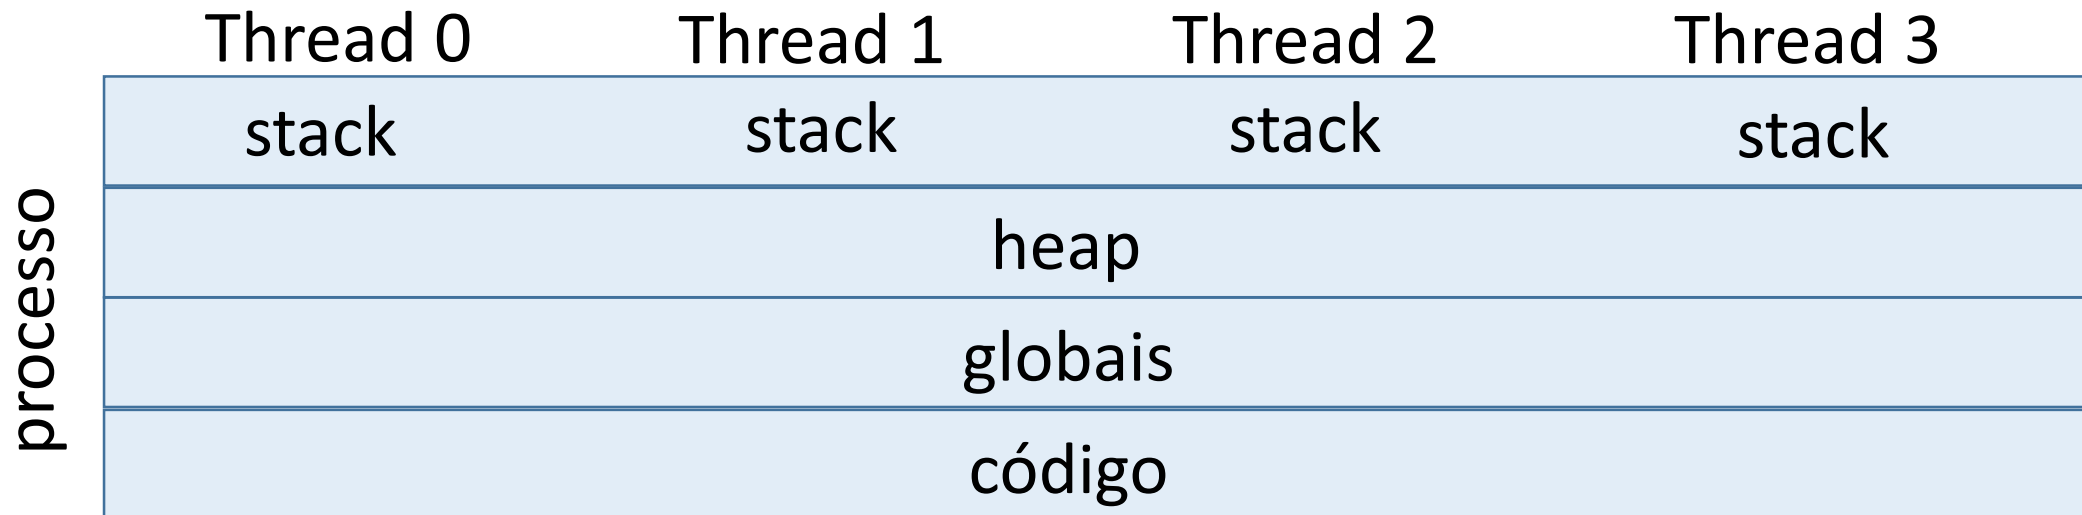 Thread 0 Thread 1 Thread 2 Thread 3
stack stack stack stack
processo
heap
globais
código